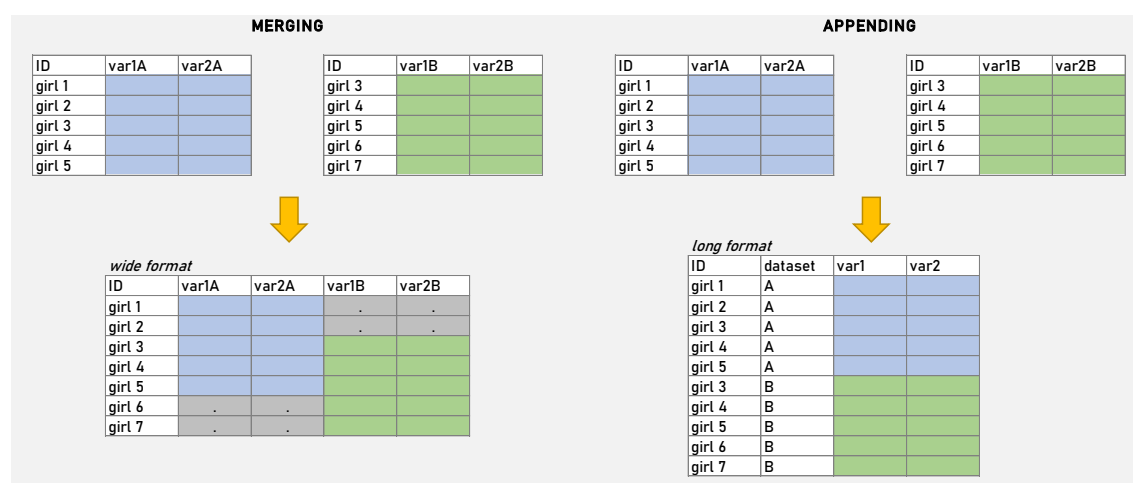 MERGING
ID var1A var2A
girl 1
girl 2
girl 3
girl 4
girl 5
ID var1B var2B
girl 3
girl 4
girl 5
girl 6
girl 7
wide format
ID var1A var2A var1B var2B
girl 1 . .
girl 2 . .
girl 3
girl 4
girl 5
girl 6 . .
girl 7 . .
APPENDING
ID var1A var2A
girl 1
girl 2
girl 3
girl 4
girl 5
ID var1B var2B
girl 3
girl 4
girl 5
girl 6
girl 7
long format
ID dataset var1 var2
girl 1 A
girl 2 A
girl 3 A
girl 4 A
girl 5 A
girl 3 B
girl 4 B
girl 5 B
girl 6 B
girl 7 B